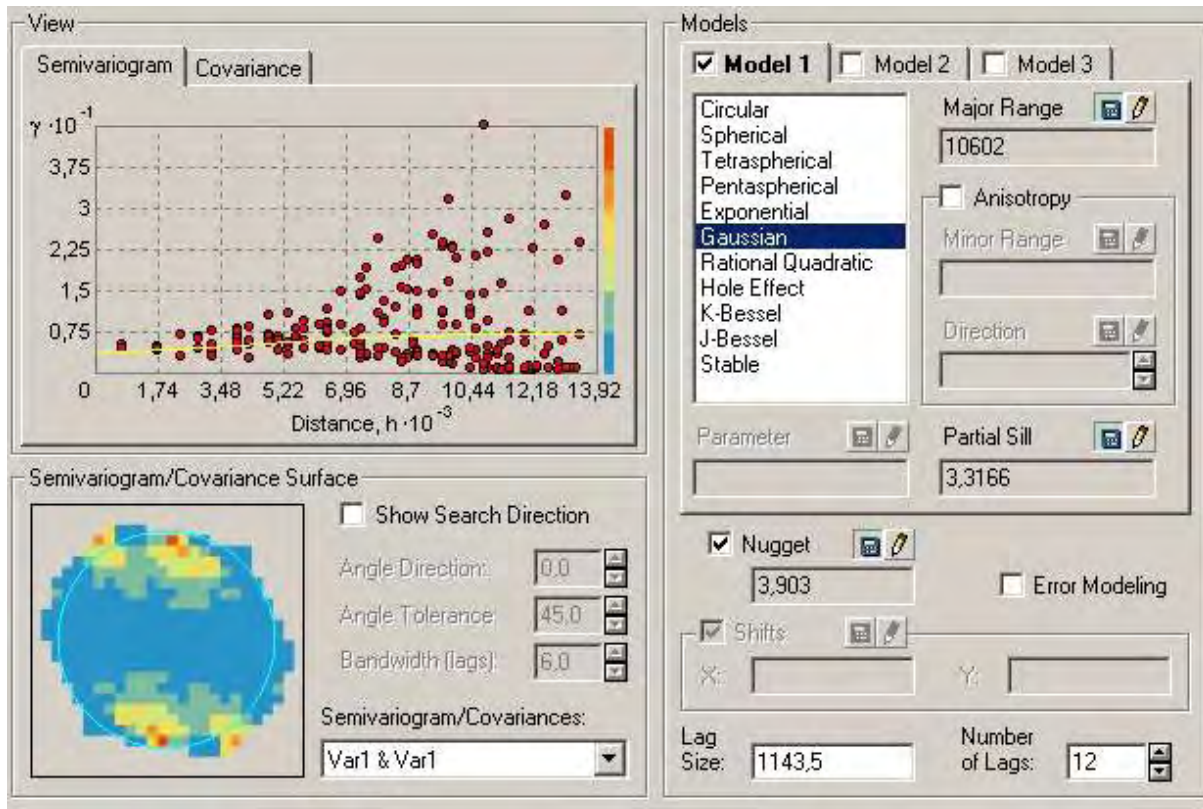 View
Semivariogram
Covariance
γ ·10⁻¹
3,75
3
2,25
1,5
0,75
0 1,74 3,48 5,22 6,96 8,7 10,44 12,18 13,92
Distance, h ·10⁻³
Semivariogram/Covariance Surface
Show Search Direction
Angle Direction: 0,0
Angle Tolerance: 45,0
Bandwidth (lags): 6,0
Semivariogram/Covariances:
Var1 & Var1
Models
Model 1 Model 2 Model 3
Circular
Spherical
Tetraspherical
Pentaspherical
Exponential
Gaussian
Rational Quadratic
Hole Effect
K-Bessel
J-Bessel
Stable
Major Range
10602
Anisotropy
Minor Range
Direction
Parameter
Partial Sill
3,3166
Nugget
3,903
Error Modeling
Shifts
X: Y:
Lag Size: 1143,5
Number of Lags: 12